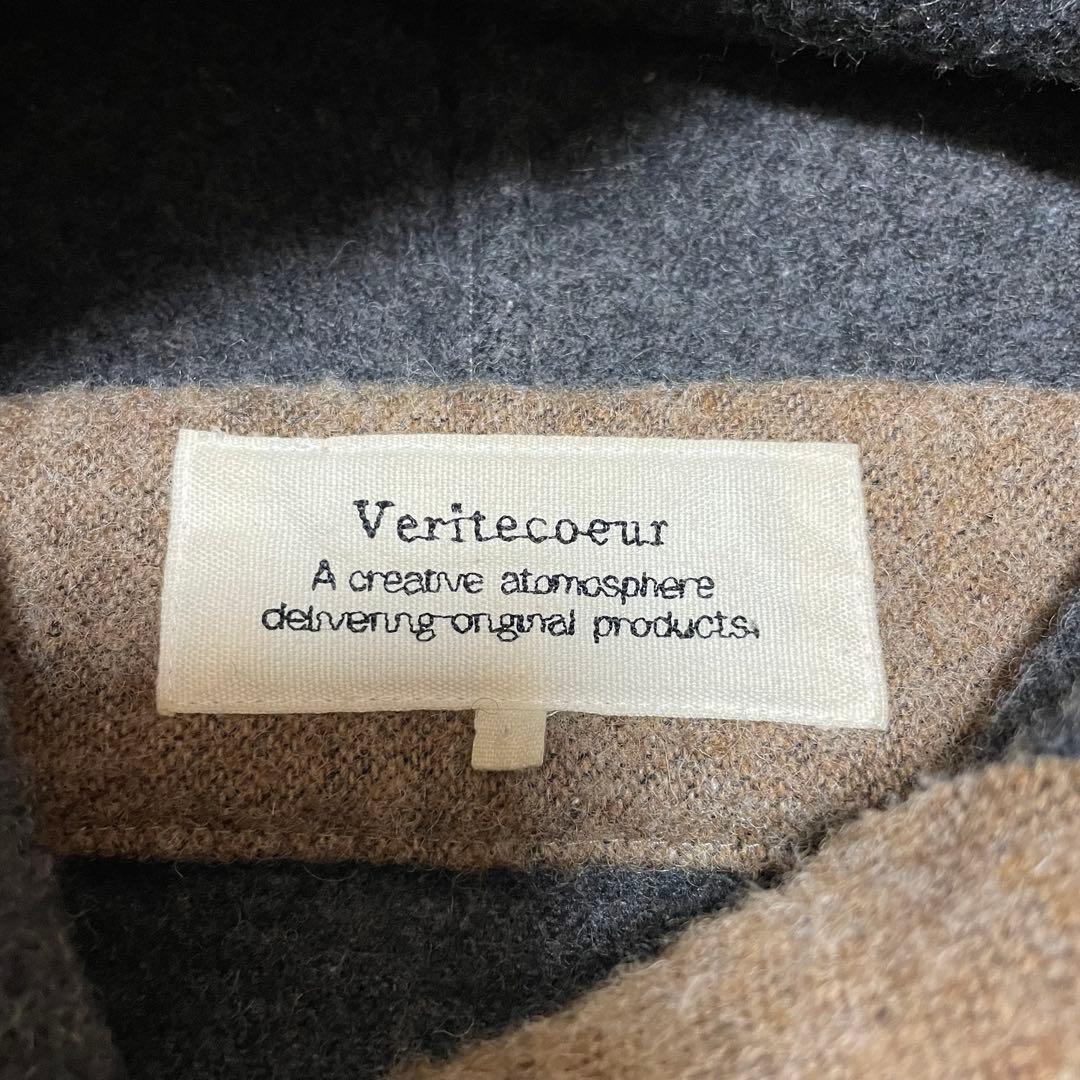 Veritecoeur
A creative atomosphere
delivering original products.